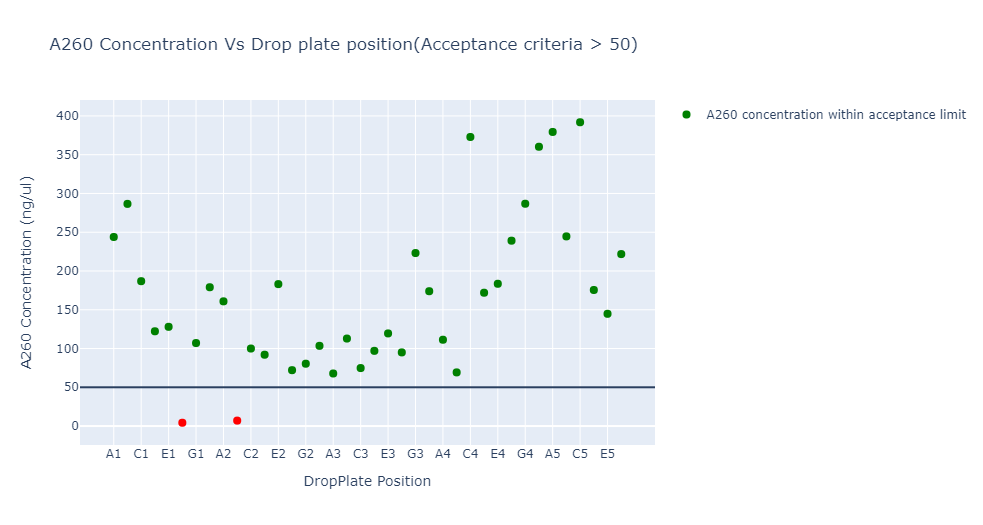 A260 Concentration Vs Drop plate position(Acceptance criteria > 50)
A260 concentration within acceptance limit
A260 Concentration (ng/ul)
400
350
300
250
200
150
100
50
0
A1 C1 E1 G1 A2 C2 E2 G2 A3 C3 E3 G3 A4 C4 E4 G4 A5 C5 E5
DropPlate Position